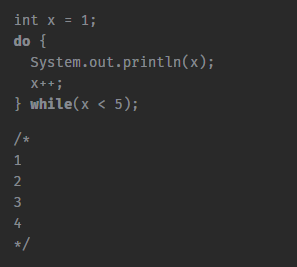 int x = 1;
do {
  System.out.println(x);
  x++;
} while(x < 5);

/*
1
2
3
4
*/